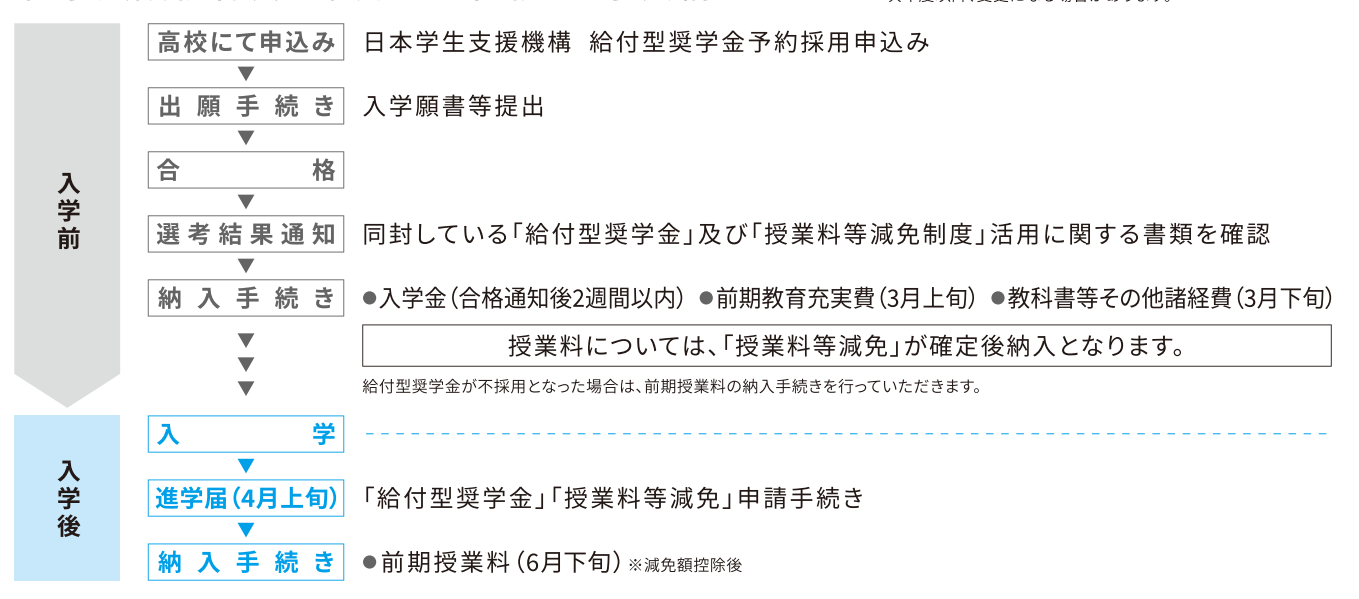 高校にて申込み 日本学生支援機構 給付型奨学金予約採用申込み
▼
出願手続き 入学願書等提出
▼
合格
▼
入学前
選考結果通知 同封している「給付型奨学金」及び「授業料等減免制度」活用に関する書類を確認
▼
納入手続き ●入学金(合格通知後2週間以内) ●前期教育充実費(3月上旬) ●教科書等その他諸経費(3月下旬)
▼
授業料については、「授業料等減免」が確定後納入となります。
▼
▼ 給付型奨学金が不採用となった場合は、前期授業料の納入手続きを行っていただきます。
入学
▼
入学後
進学届(4月上旬) 「給付型奨学金」「授業料等減免」申請手続き
▼
納入手続き ●前期授業料(6月下旬) ※減免額控除後